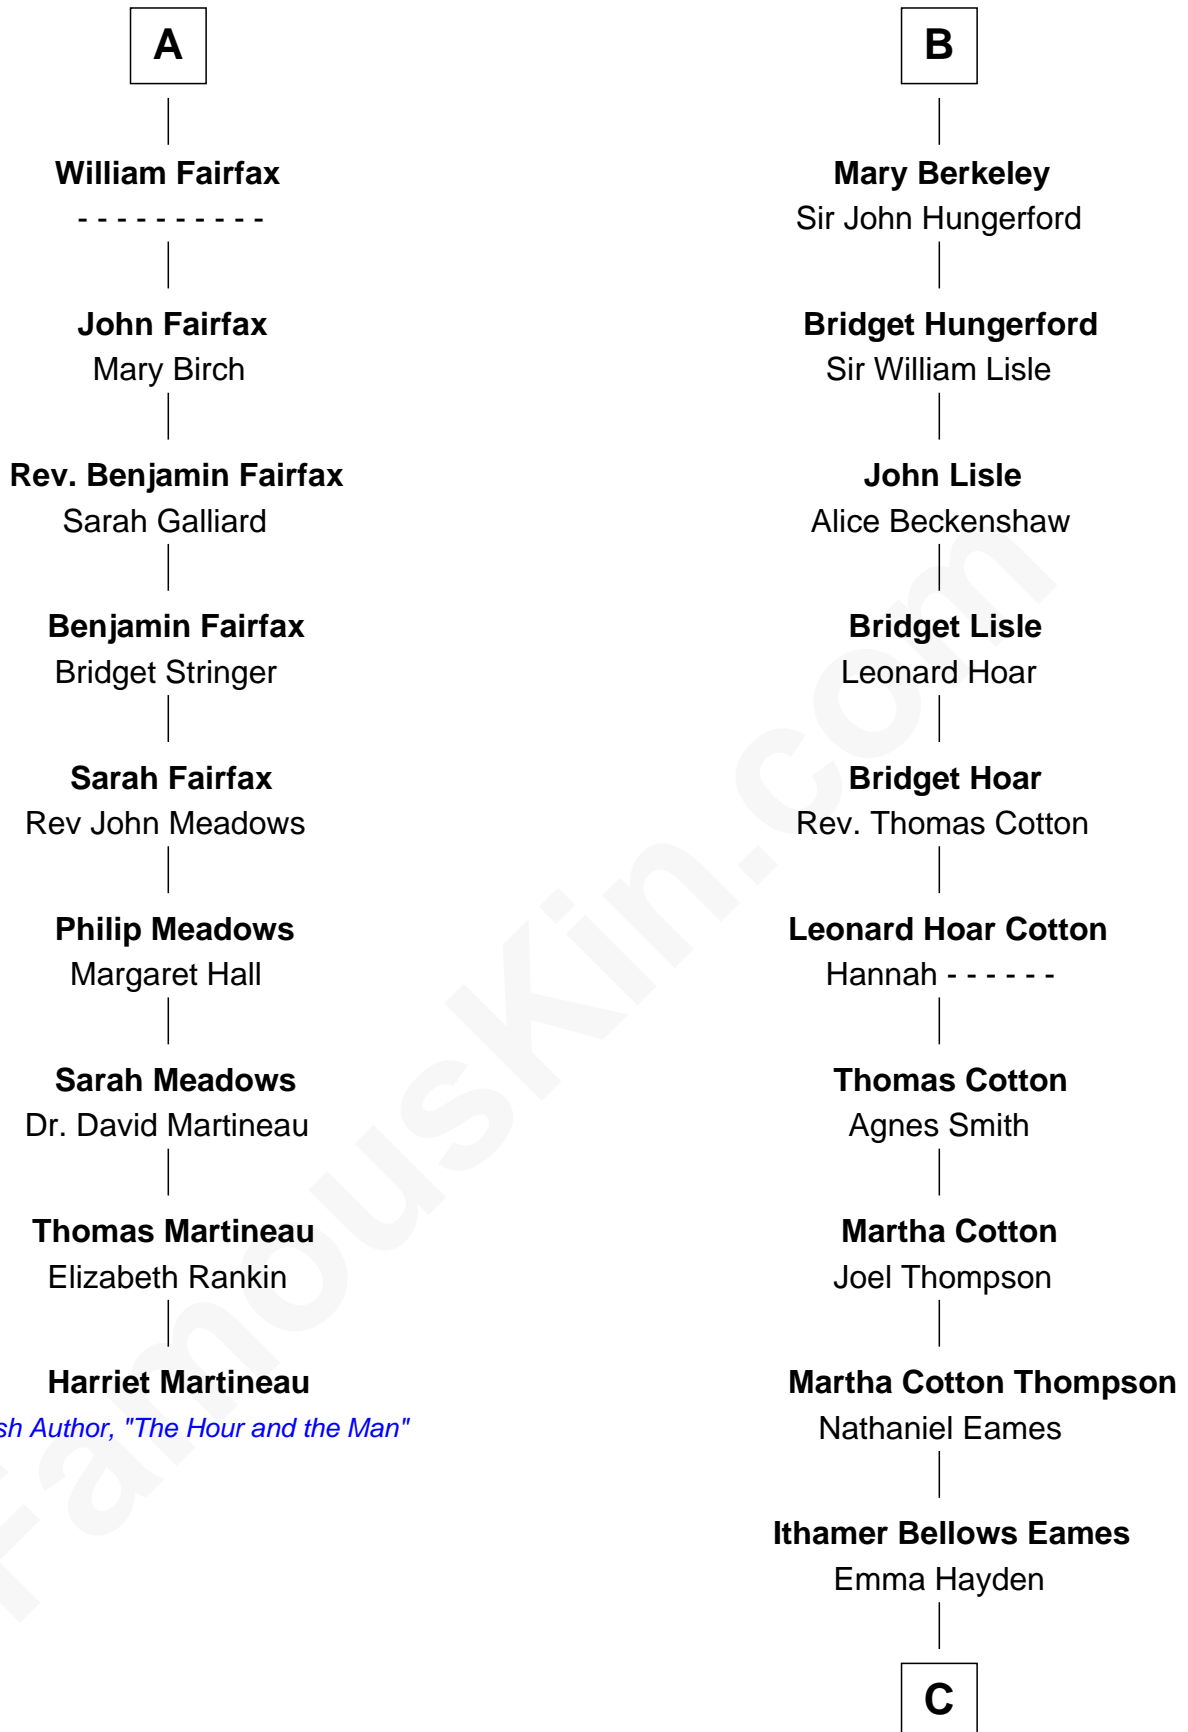 A
William Fairfax
- - - - - - - - - -
John Fairfax
Mary Birch
Rev. Benjamin Fairfax
Sarah Galliard
Benjamin Fairfax
Bridget Stringer
Sarah Fairfax
Rev John Meadows
Philip Meadows
Margaret Hall
Sarah Meadows
Dr. David Martineau
Thomas Martineau
Elizabeth Rankin
Harriet Martineau
sh Author, "The Hour and the Man"
B
Mary Berkeley
Sir John Hungerford
Bridget Hungerford
Sir William Lisle
John Lisle
Alice Beckenshaw
Bridget Lisle
Leonard Hoar
Bridget Hoar
Rev. Thomas Cotton
Leonard Hoar Cotton
Hannah - - - - - -
Thomas Cotton
Agnes Smith
Martha Cotton
Joel Thompson
Martha Cotton Thompson
Nathaniel Eames
Ithamer Bellows Eames
Emma Hayden
C
FamousKin.com